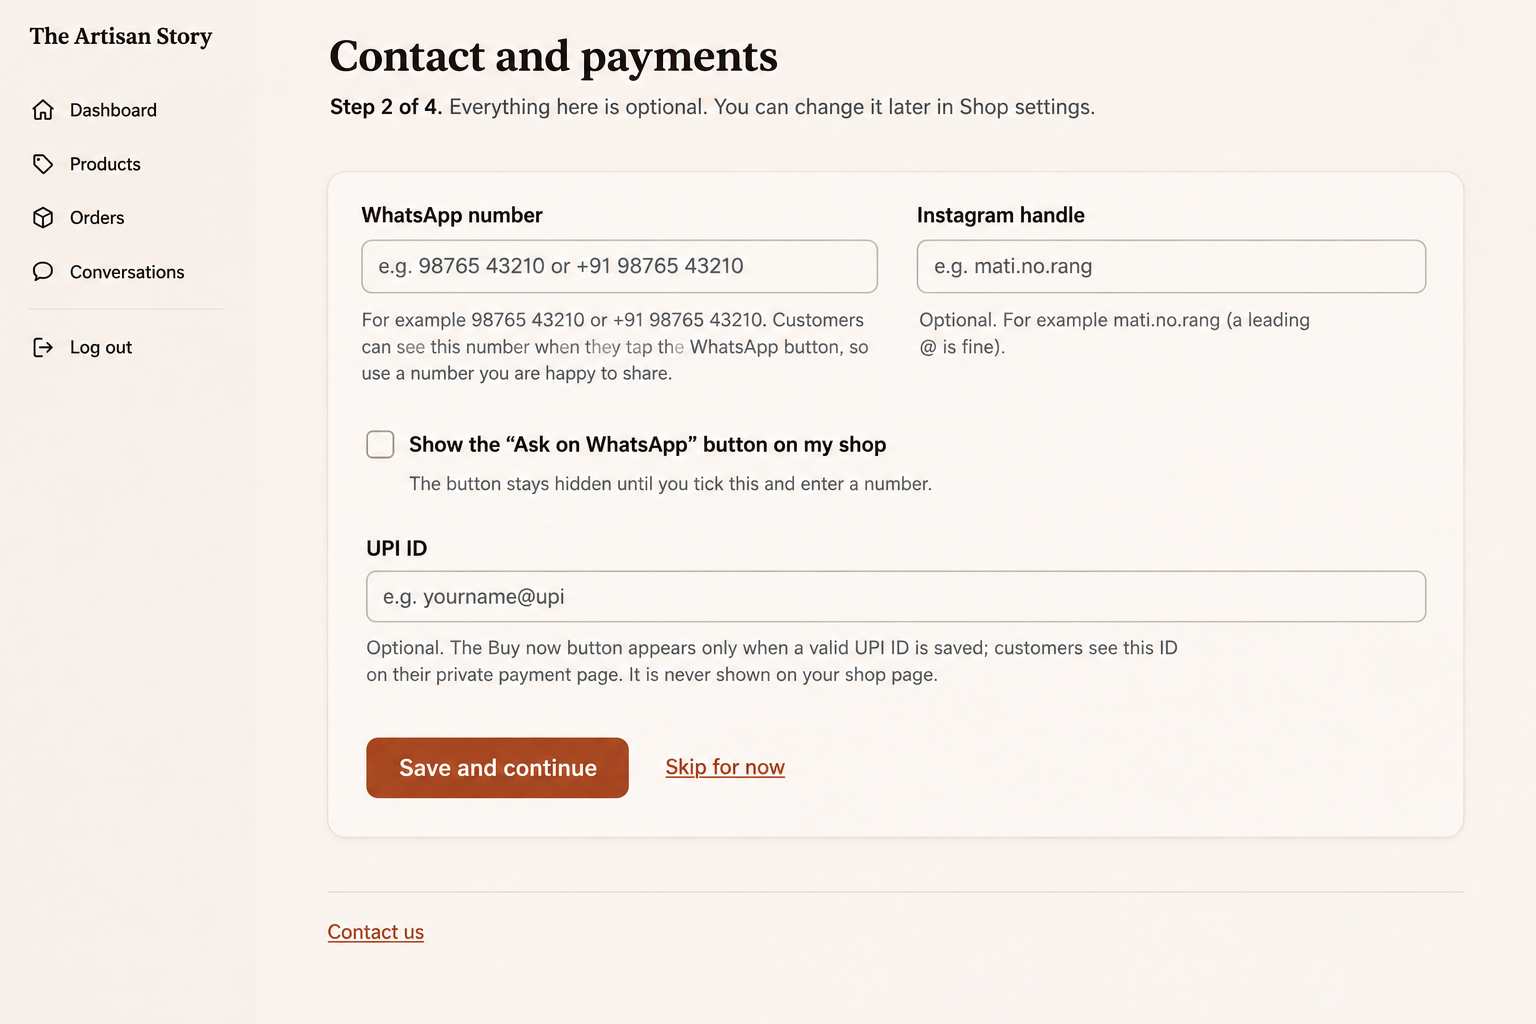 The Artisan Story
Dashboard
Products
Orders
Conversations
Log out
Contact and payments
Step 2 of 4. Everything here is optional. You can change it later in Shop settings.
WhatsApp number
e.g. 98765 43210 or +91 98765 43210
For example 98765 43210 or +91 98765 43210. Customers
can see this number when they tap the WhatsApp button, so
use a number you are happy to share.
Instagram handle
e.g. mati.no.rang
Optional. For example mati.no.rang (a leading
@ is fine).
Show the “Ask on WhatsApp” button on my shop
The button stays hidden until you tick this and enter a number.
UPI ID
e.g. yourname@upi
Optional. The Buy now button appears only when a valid UPI ID is saved; customers see this ID
on their private payment page. It is never shown on your shop page.
Save and continue
Skip for now
Contact us